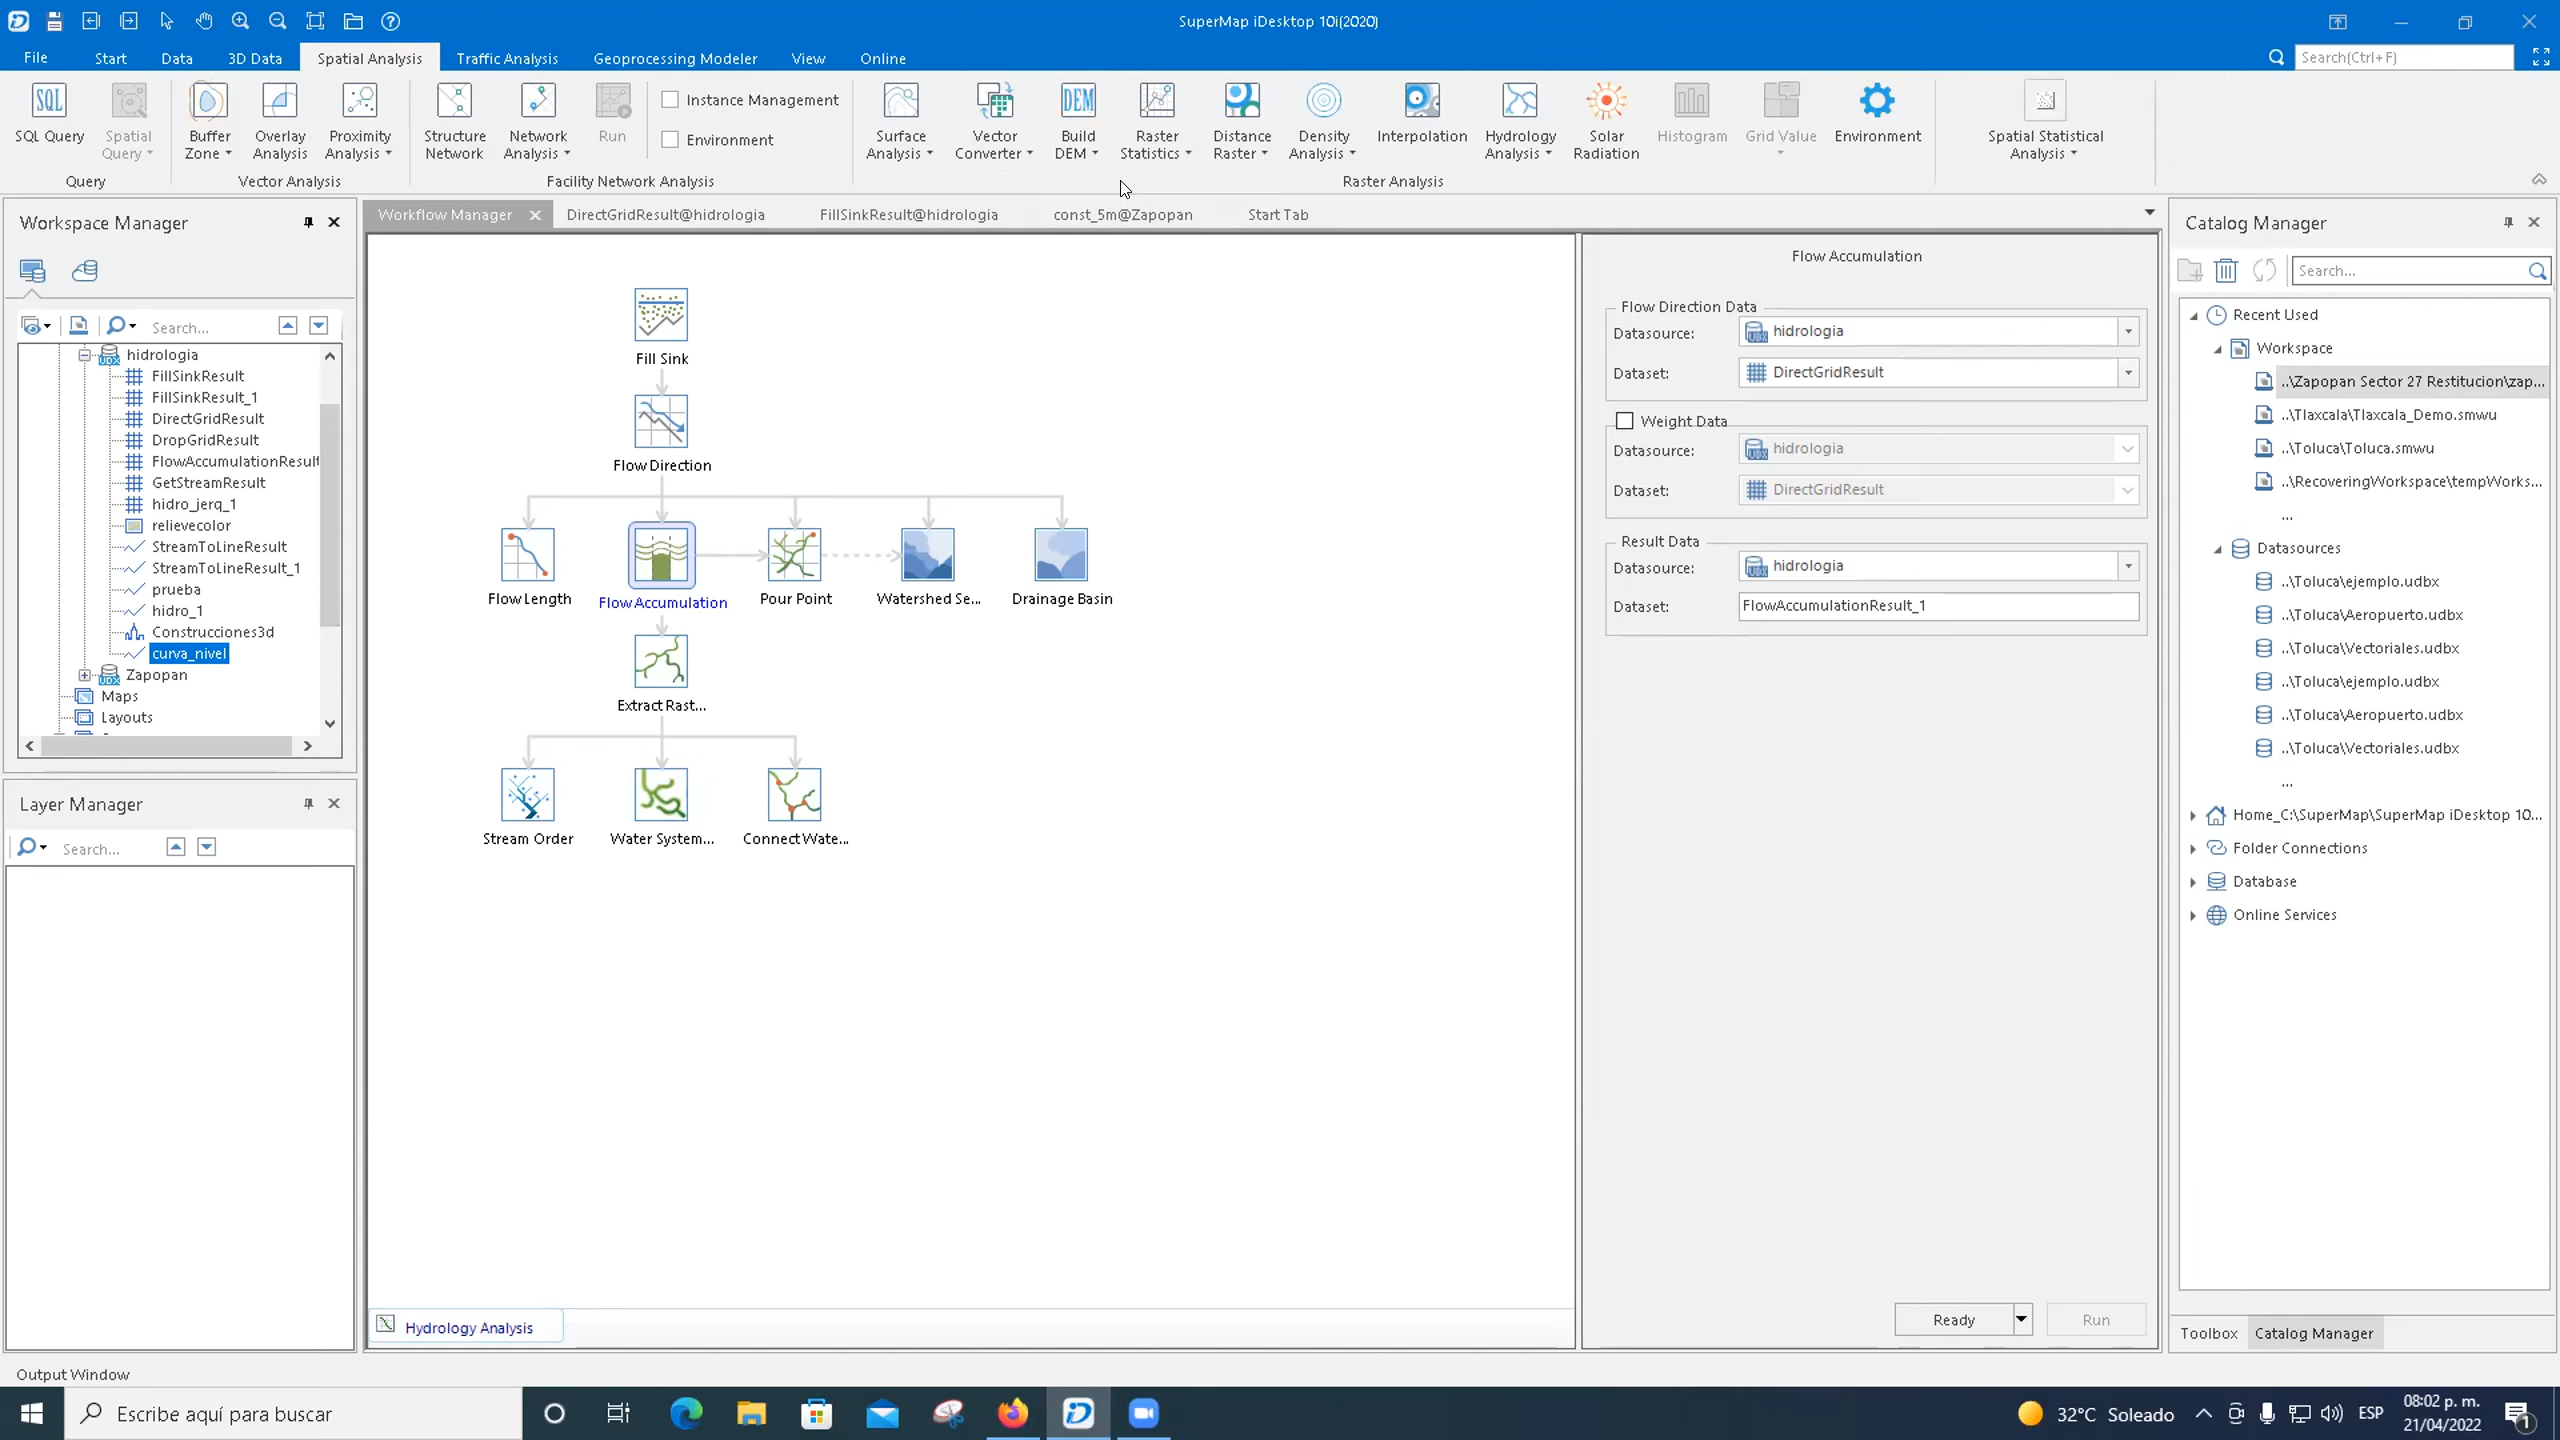 SuperMap iDesktop 10i(2020)
File
Start
Data
3D Data
Spatial Analysis
Traffic Analysis
Geoprocessing Modeler
View
Online
Search(Ctrl+F)
SQL
SQL Query
Spatial
Query
Query
Buffer
Zone
Overlay
Analysis
Proximity
Analysis
Vector Analysis
Structure
Network
Network
Analysis
Run
Instance Management
Environment
Facility Network Analysis
Surface
Analysis
Vector
Converter
DEM
Build
DEM
Raster
Statistics
Distance
Raster
Density
Analysis
Interpolation
Hydrology
Analysis
Solar
Radiation
Histogram
Grid Value
Environment
Raster Analysis
Spatial Statistical
Analysis
Workspace Manager
Search...
hidrologia
FillSinkResult
FillSinkResult_1
DirectGridResult
DropGridResult
FlowAccumulationResult
GetStreamResult
hidro_jerq_1
relievecolor
StreamToLineResult
StreamToLineResult_1
prueba
hidro_1
Construcciones3d
curva_nivel
Zapopan
Maps
Layouts
Layer Manager
Search...
Workflow Manager
DirectGridResult@hidrologia
FillSinkResult@hidrologia
const_5m@Zapopan
Start Tab
Fill Sink
Flow Direction
Flow Length
Flow Accumulation
Pour Point
Watershed Se...
Drainage Basin
Extract Rast...
Stream Order
Water System...
Connect Wate...
Hydrology Analysis
Flow Accumulation
Flow Direction Data
Datasource:
hidrologia
Dataset:
DirectGridResult
Weight Data
Datasource:
hidrologia
Dataset:
DirectGridResult
Result Data
Datasource:
hidrologia
Dataset:
FlowAccumulationResult_1
Ready
Run
Catalog Manager
Search...
Recent Used
Workspace
..\Zapopan Sector 27 Restitucion\zap...
..\Tlaxcala\Tlaxcala_Demo.smwu
..\Toluca\Toluca.smwu
..\RecoveringWorkspace\tempWorks...
...
Datasources
..\Toluca\ejemplo.udbx
..\Toluca\Aeropuerto.udbx
..\Toluca\Vectoriales.udbx
..\Toluca\ejemplo.udbx
..\Toluca\Aeropuerto.udbx
..\Toluca\Vectoriales.udbx
...
Home_C:\SuperMap\SuperMap iDesktop 10...
Folder Connections
Database
Online Services
Toolbox
Catalog Manager
Output Window
Escribe aquí para buscar
32°C Soleado
ESP
08:02 p. m.
21/04/2022
1